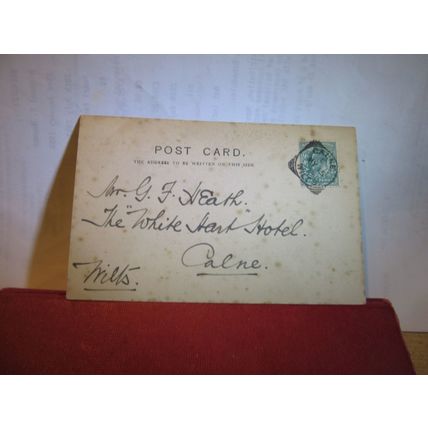 POST CARD.
THE ADDRESS TO BE WRITTEN ON THIS SIDE
Mr. G. F. Heath.
The "White Hart" Hotel.
Calne.
Wilts.